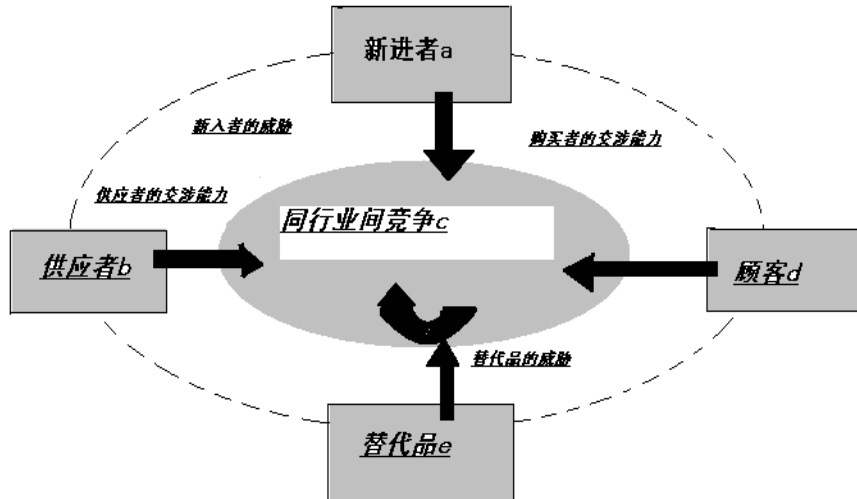 新进者a
新入者的威胁
购买者的交涉能力
供应者的交涉能力
同行业间竞争c
供应者b
顾客d
替代品的威胁
替代品e